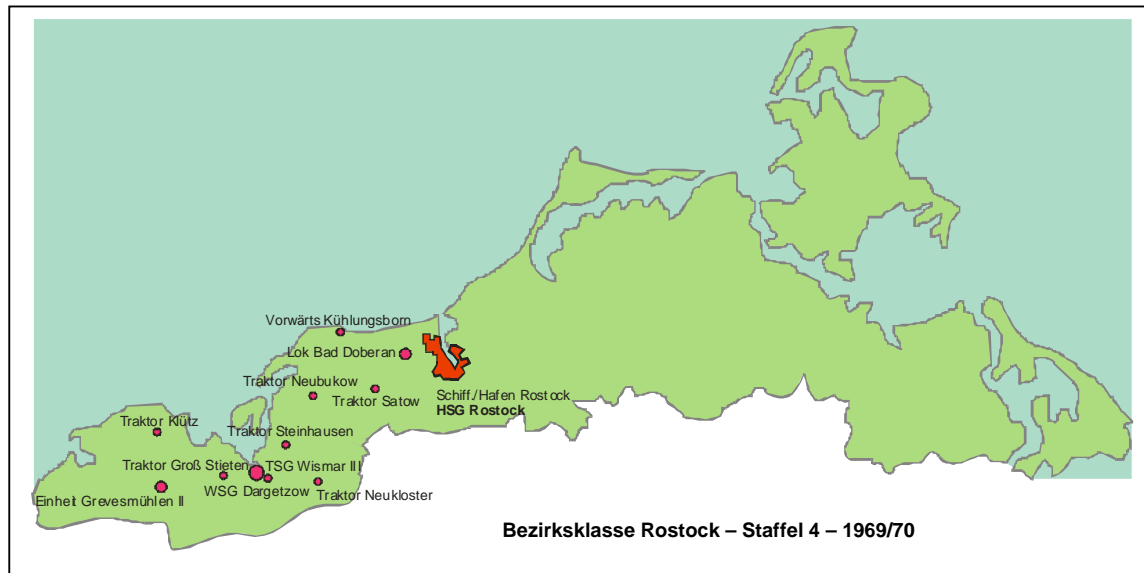 Vorwärts Kühlungsborn
Lok Bad Doberan
Traktor Neubukow
Traktor Satow
Schiff./Hafen Rostock
HSG Rostock
Traktor Klütz
Traktor Steinhausen
Traktor Groß Stieten
TSG Wismar III
WSG Dargetzow
Traktor Neukloster
Einheit Grevesmühlen II
Bezirksklasse Rostock – Staffel 4 – 1969/70